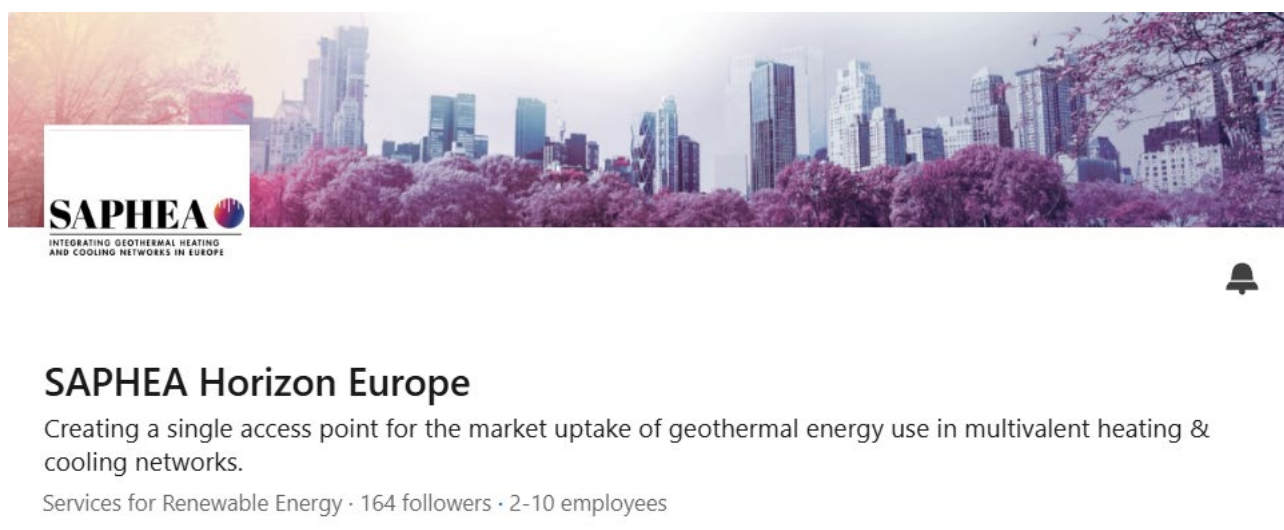 SAPHEA
INTEGRATING GEOTHERMAL HEATING
AND COOLING NETWORKS IN EUROPE
SAPHEA Horizon Europe
Creating a single access point for the market uptake of geothermal energy use in multivalent heating &
cooling networks.
Services for Renewable Energy · 164 followers · 2-10 employees